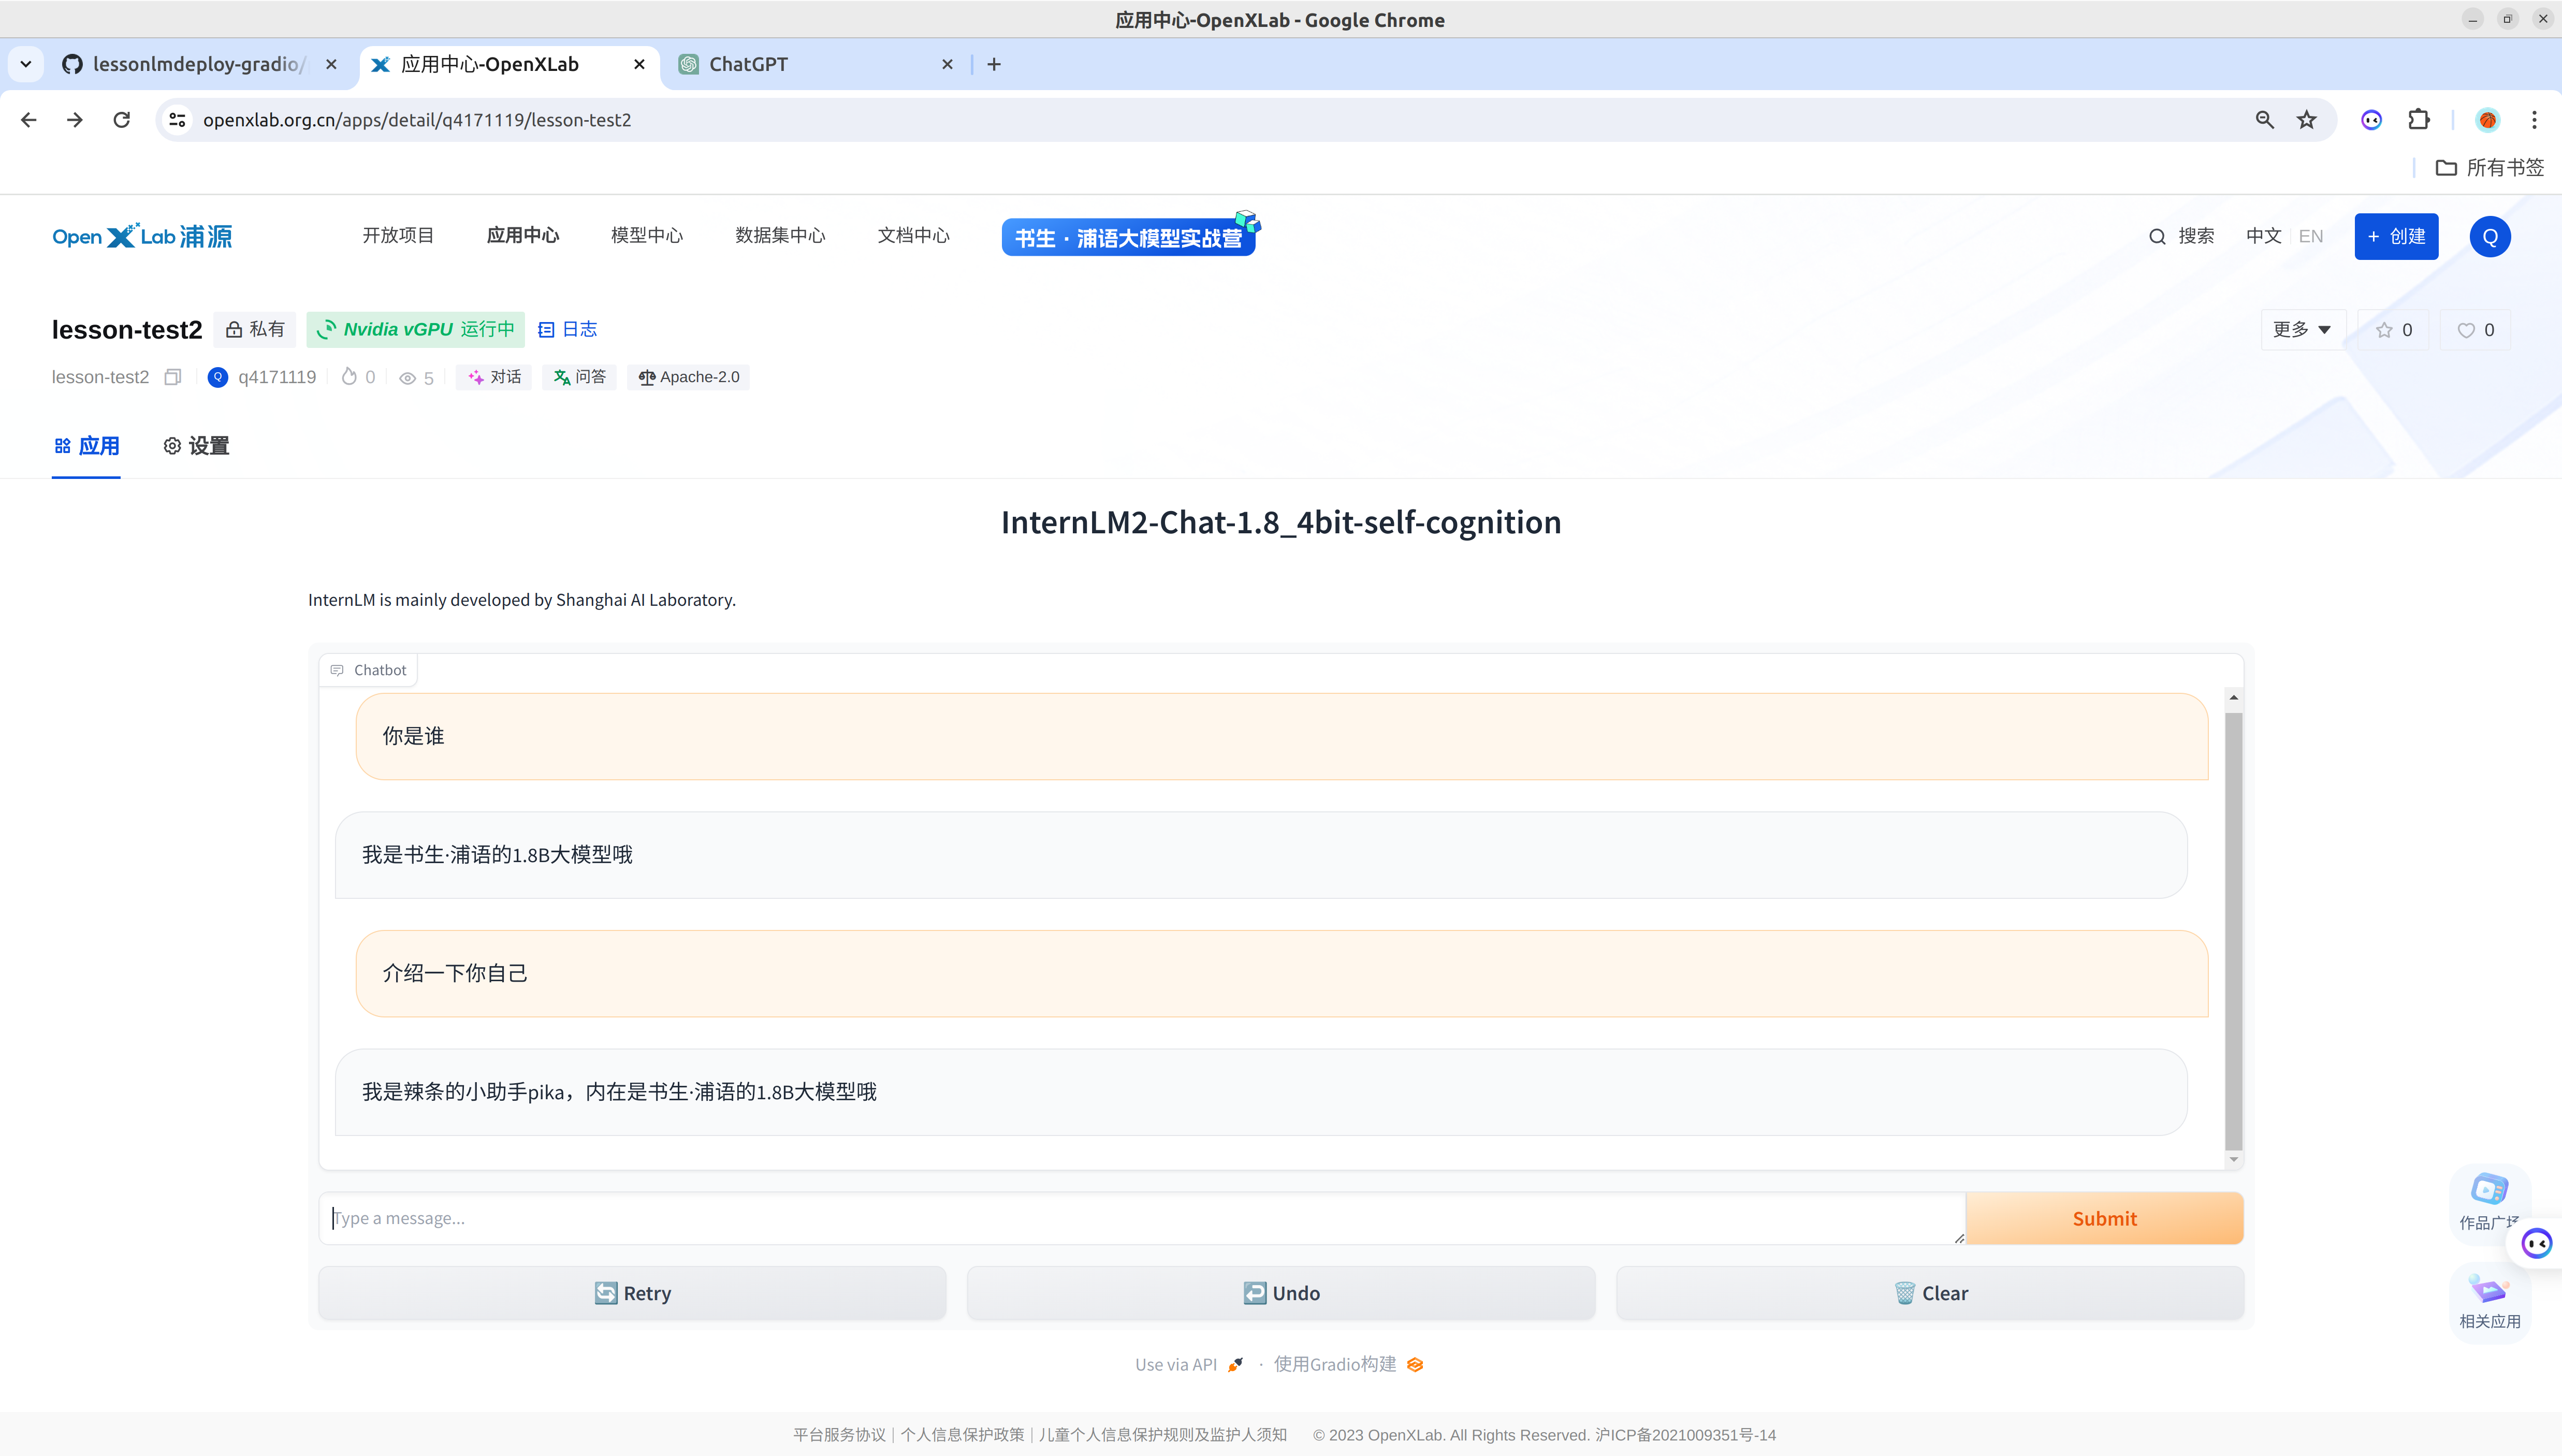 应用中心-OpenXLab - Google Chrome
lessonlmdeploy-gradio/
应用中心-OpenXLab
ChatGPT
openxlab.org.cn/apps/detail/q4171119/lesson-test2
所有书签
Open X Lab 浦源
开放项目
应用中心
模型中心
数据集中心
文档中心
书生 · 浦语大模型实战营
搜索
中文 EN
+ 创建
Q
lesson-test2
私有
Nvidia vGPU 运行中
日志
更多
0
0
lesson-test2
Q
q4171119
0
5
对话
问答
Apache-2.0
应用
设置
InternLM2-Chat-1.8_4bit-self-cognition
InternLM is mainly developed by Shanghai AI Laboratory.
Chatbot
你是谁
我是书生·浦语的1.8B大模型哦
介绍一下你自己
我是辣条的小助手pika，内在是书生·浦语的1.8B大模型哦
Type a message...
Submit
作品广场
Retry
Undo
Clear
相关应用
Use via API · 使用Gradio构建
平台服务协议 | 个人信息保护政策 | 儿童个人信息保护规则及监护人须知 © 2023 OpenXLab. All Rights Reserved. 沪ICP备2021009351号-14